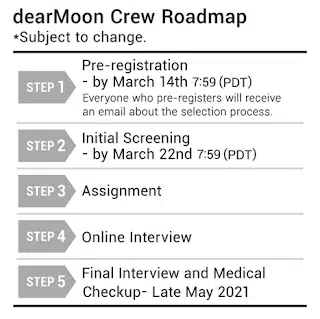 dearMoon Crew Roadmap
*Subject to change.
STEP 1
Pre-registration
- by March 14th 7:59 (PDT)
Everyone who pre-registers will receive
an email about the selection process.
STEP 2
Initial Screening
- by March 22nd 7:59 (PDT)
STEP 3
Assignment
STEP 4
Online Interview
STEP 5
Final Interview and Medical
Checkup- Late May 2021